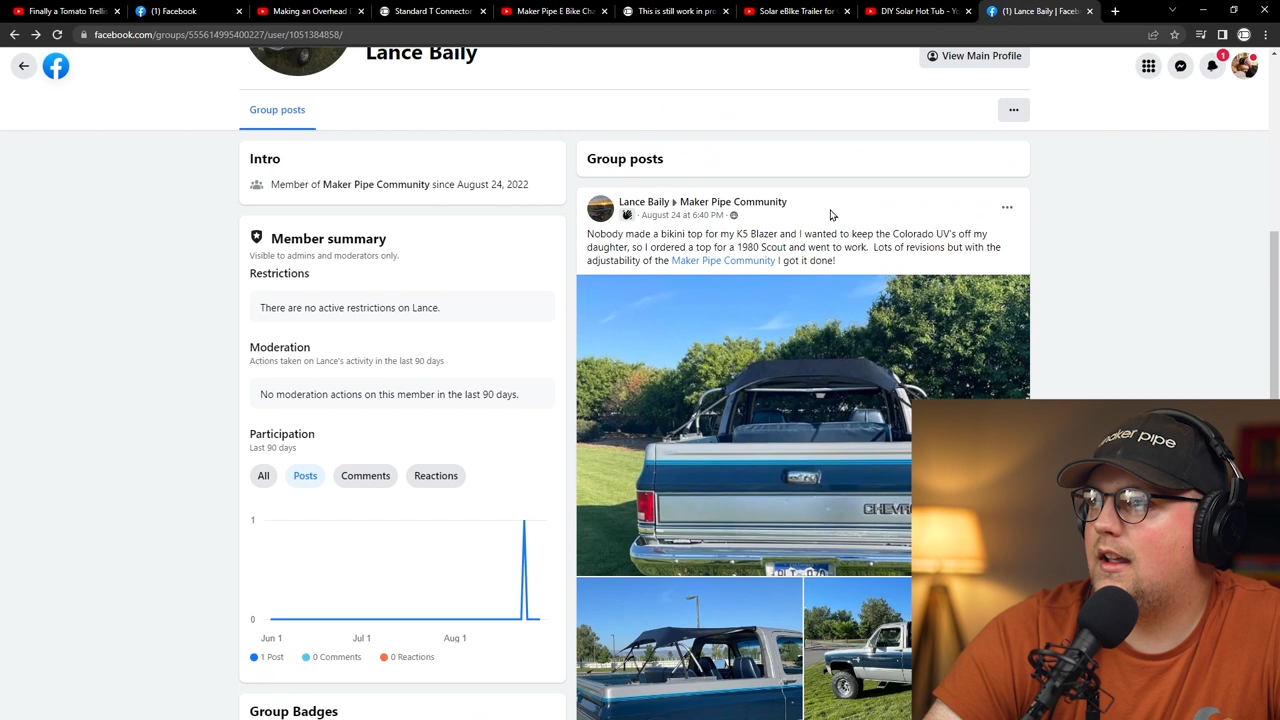 Finally a Tomato Trellis
Facebook
Making an Overhead D
Standard T Connector
Maker Pipe E Bike Cha
This is still work in pro
Solar eBike Trailer for
DIY Solar Hot Tub - Yo
(1) Lance Baily | Facebo
facebook.com/groups/555614995400227/user/1051384858/
Lance Baily
View Main Profile
1
Group posts
Intro
Member of Maker Pipe Community since August 24, 2022
Member summary
Visible to admins and moderators only.
Restrictions
There are no active restrictions on Lance.
Moderation
Actions taken on Lance's activity in the last 90 days
No moderation actions on this member in the last 90 days.
Participation
Last 90 days
All Posts Comments Reactions
1
0
Jun 1 Jul 1 Aug 1
1 Post 0 Comments 0 Reactions
Group Badges
Group posts
Lance Baily Maker Pipe Community
· August 24 at 6:40 PM ·
Nobody made a bikini top for my K5 Blazer and I wanted to keep the Colorado UV's off my
daughter, so I ordered a top for a 1980 Scout and went to work. Lots of revisions but with the
adjustability of the Maker Pipe Community I got it done!
CHEVR
maker pipe